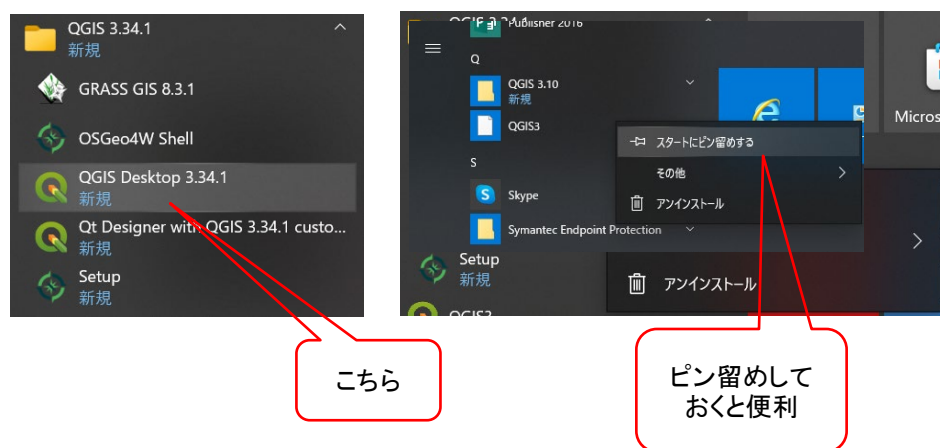 QGIS 3.34.1
新規
GRASS GIS 8.3.1
OSGeo4W Shell
QGIS Desktop 3.34.1
新規
Qt Designer with QGIS 3.34.1 custo...
新規
Setup
新規
こちら
Publisher 2016
Q
QGIS 3.10
新規
QGIS3
S
Skype
Symantec Endpoint Protection
スタートにピン留めする
その他
アンインストール
Micros
Setup
新規
アンインストール
QGIS3
ピン留めして
おくと便利